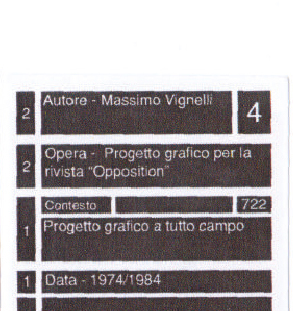 2 Autore - Massimo Vignelli 4
2 Opera - Progetto grafico per la
rivista "Opposition"
Contesto 722
1 Progetto grafico a tutto campo
1 Data - 1974/1984